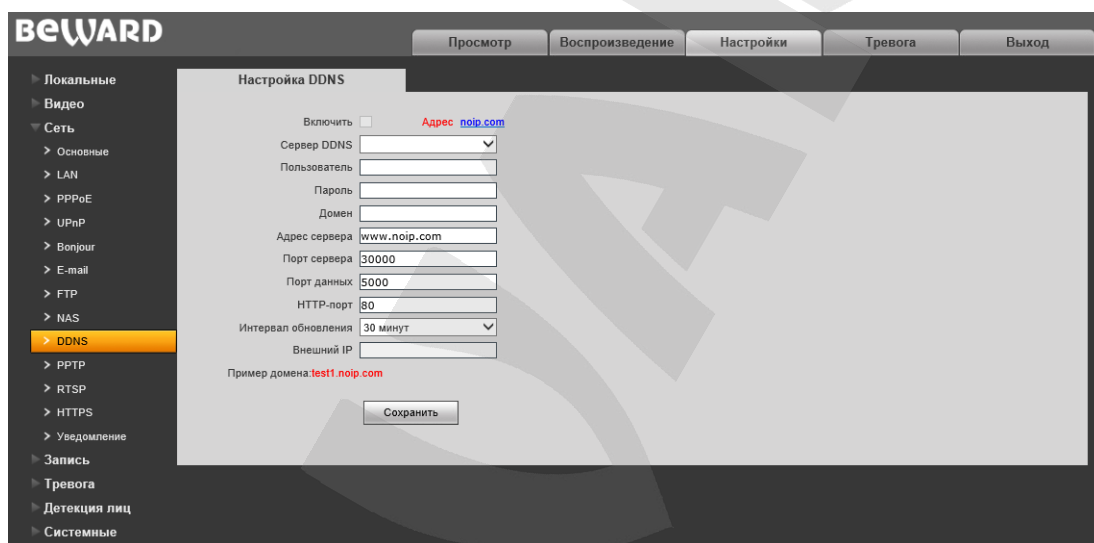 BEWARD
Просмотр Воспроизведение Настройки Тревога Выход
Локальные
Видео
Сеть
Основные
LAN
PPPoE
UPnP
Bonjour
E-mail
FTP
NAS
DDNS
PPTP
RTSP
HTTPS
Уведомление
Запись
Тревога
Детекция лиц
Системные
Настройка DDNS
Включить Адрес noip.com
Сервер DDNS
Пользователь
Пароль
Домен
Адрес сервера www.noip.com
Порт сервера 30000
Порт данных 5000
HTTP-порт 80
Интервал обновления 30 минут
Внешний IP
Пример домена:test1.noip.com
Сохранить